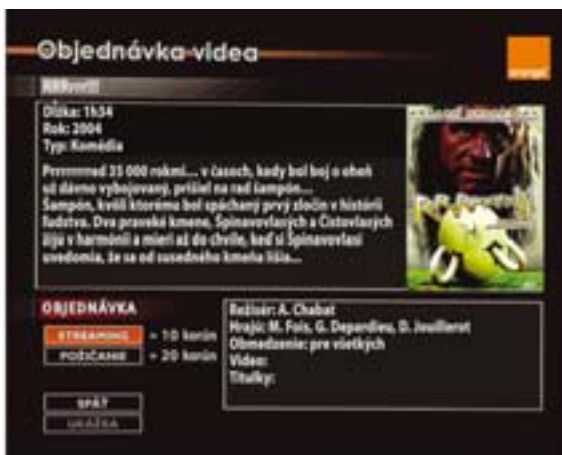 Objednávka videa
orange
RRRrrr!!!
Dĺžka: 1h34
Rok: 2004
Typ: Komédia
Prrrrrrred 35 000 rokmi... v časoch, kedy bol boj o oheň
už dávno vybojovaný, prišiel na rad šampón...
Šampón, kvôli ktorému bol spáchaný prvý zločin v histórii
ľudstva. Dva praveké kmene, Špinavovlasých a Čistovlasých
žijú v harmónii a mieri až do chvíle, keď si Špinavovlasí
uvedomia, že sa od susedného kmeňa líšia...
OBJEDNÁVKA
STREAMING = 10 korún
POŽIČANIE = 20 korún
SPÄŤ
UKÁŽKA
Režisér: A. Chabat
Hrajú: M. Fois, G. Depardieu, D. Jouillerot
Obmedzenie: pre všetkých
Video:
Titulky: